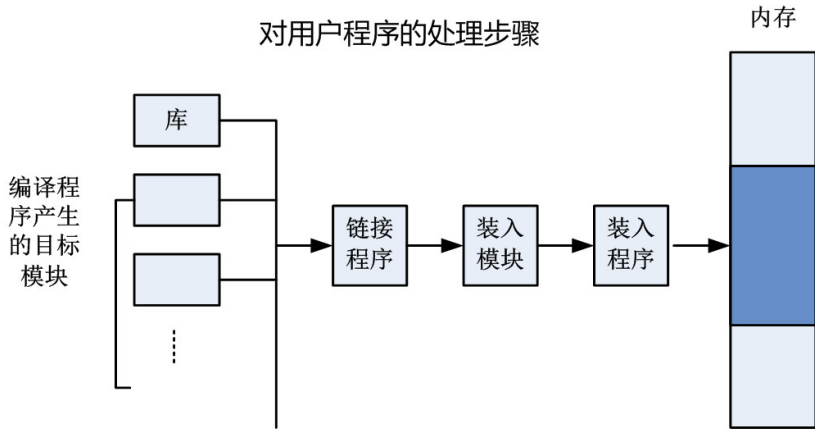 对用户程序的处理步骤
内存
库
编译程
序产生
的目标
模块
链接
程序
装入
模块
装入
程序